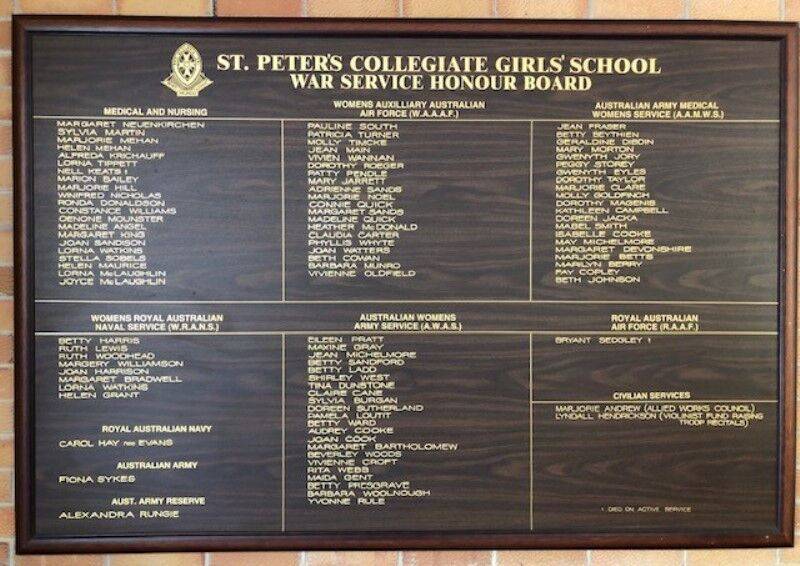 ST. PETER'S COLLEGIATE GIRLS' SCHOOL
WAR SERVICE HONOUR BOARD
MEDICAL AND NURSING
MARGARET NEUENKIRCHEN
SYLVIA MARTIN
MARJORIE MEHAN
HELEN MEHAN
ALFREDA KRICHAUFF
LORNA TIPPETT
NELL KEATS †
MARION BAILEY
MARJORIE HILL
WINIFRED NICHOLAS
RONDA DONALDSON
CONSTANCE WILLIAMS
OENONE MOUNSTER
MADELINE ANGEL
MARGARET KING
JOAN SANDISON
LORNA WATKINS
STELLA SOBELS
HELEN MAURICE
LORNA McLAUGHLIN
JOYCE McLAUGHLIN
WOMENS AUXILLIARY AUSTRALIAN
AIR FORCE (W.A.A.A.F.)
PAULINE SOUTH
PATRICIA TURNER
MOLLY TIMCKE
JEAN MAIN
VIVIEN WANNAN
DOROTHY ROEGER
PATTY PENDLE
MARY JARRETT
ADRIENNE SANDS
MARJORIE NOEL
CONNIE QUICK
MARGARET SANDS
MADELINE QUICK
HEATHER McDONALD
CLAUDIA CARTER
PHYLLIS WHYTE
JOAN WATTERS
BETH COWAN
BARBARA MUNRO
VIVIENNE OLDFIELD
AUSTRALIAN ARMY MEDICAL
WOMENS SERVICE (A.A.M.W.S.)
JEAN FRASER
BETTY BEYTHIEN
GERALDINE DIBDIN
MARY MORTON
GWENYTH JORY
PEGGY STOREY
GWENYTH EYLES
DOROTHY TAYLOR
MARJORIE CLARE
MOLLY GOLDFINCH
DOROTHY MAGENIS
KATHLEEN CAMPBELL
DOREEN JACKA
MABEL SMITH
ISABELLE COOKE
MAY MICHELMORE
MARGARET DEVONSHIRE
MARJORIE BETTS
MARILYN BERRY
FAY COPLEY
BETH JOHNSON
WOMENS ROYAL AUSTRALIAN
NAVAL SERVICE (W.R.A.N.S.)
BETTY HARRIS
RUTH LEWIS
RUTH WOODHEAD
MARGERY WILLIAMSON
JOAN HARRISON
MARGARET BRADWELL
LORNA WATKINS
HELEN GRANT
ROYAL AUSTRALIAN NAVY
CAROL HAY nee EVANS
AUSTRALIAN ARMY
FIONA SYKES
AUST. ARMY RESERVE
ALEXANDRA RUNGIE
AUSTRALIAN WOMENS
ARMY SERVICE (A.W.A.S.)
EILEEN PRATT
MAXINE GRAY
JEAN MICHELMORE
BETTY SANDFORD
BETTY LADD
SHIRLEY WEST
TINA DUNSTONE
CLAIRE CANE
SYLVIA BURGAN
DOREEN SUTHERLAND
PAMELA LOUTIT
BETTY WARD
AUDREY COOKE
JOAN COOK
MARGARET BARTHOLOMEW
BEVERLEY WOODS
VIVIENNE CROFT
RITA WEBB
MAIDA GENT
BETTY PRESGRAVE
BARBARA WOOLNOUGH
YVONNE RULE
ROYAL AUSTRALIAN
AIR FORCE (R.A.A.F.)
BRYANT SEDGLEY †
CIVILIAN SERVICES
MARJORIE ANDREW (ALLIED WORKS COUNCIL)
LYNDALL HENDRICKSON (VIOLINIST FUND RAISING
TROOP RECITALS)
† DIED ON ACTIVE SERVICE